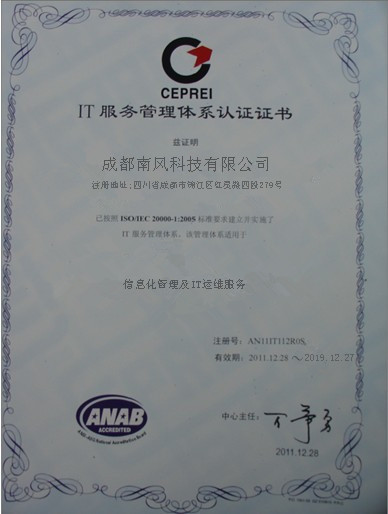 CEPREI
IT 服务管理体系认证证书
兹证明
成都南风科技有限公司
注册地址:四川省成都市锦江区红星路四段279号
已按照 ISO/IEC 20000-1:2005 标准要求建立并实施了
IT 服务管理体系，该管理体系适用于
信息化管理及IT运维服务
注册号: AN111IT112R0S
有效期: 2011.12.28 ～2019.12.27
ANAB
ACCREDITED
中心主任:
2011.12.28